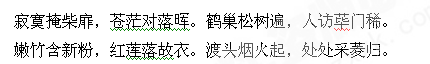 寂寞掩柴扉，苍茫对落晖。鹤巢松树遍，人访荜门稀。
嫩竹含新粉，红莲落故衣。渡头烟火起，处处采菱归。